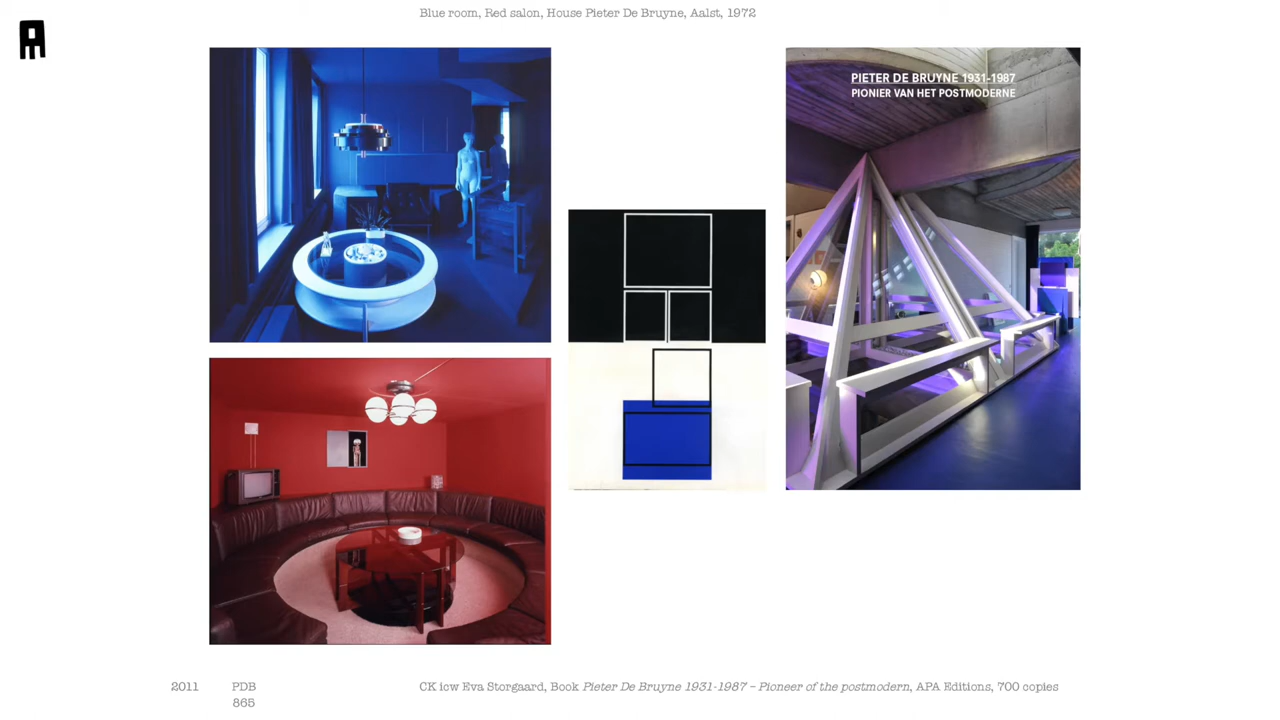 Blue room, Red salon, House Pieter De Bruyne, Aalst, 1972
PIETER DE BRUYNE 1931-1987
PIONIER VAN HET POSTMODERNE
2011
PDB
865
CK icw Eva Storgaard, Book Pieter De Bruyne 1931-1987 – Pioneer of the postmodern, APA Editions, 700 copies